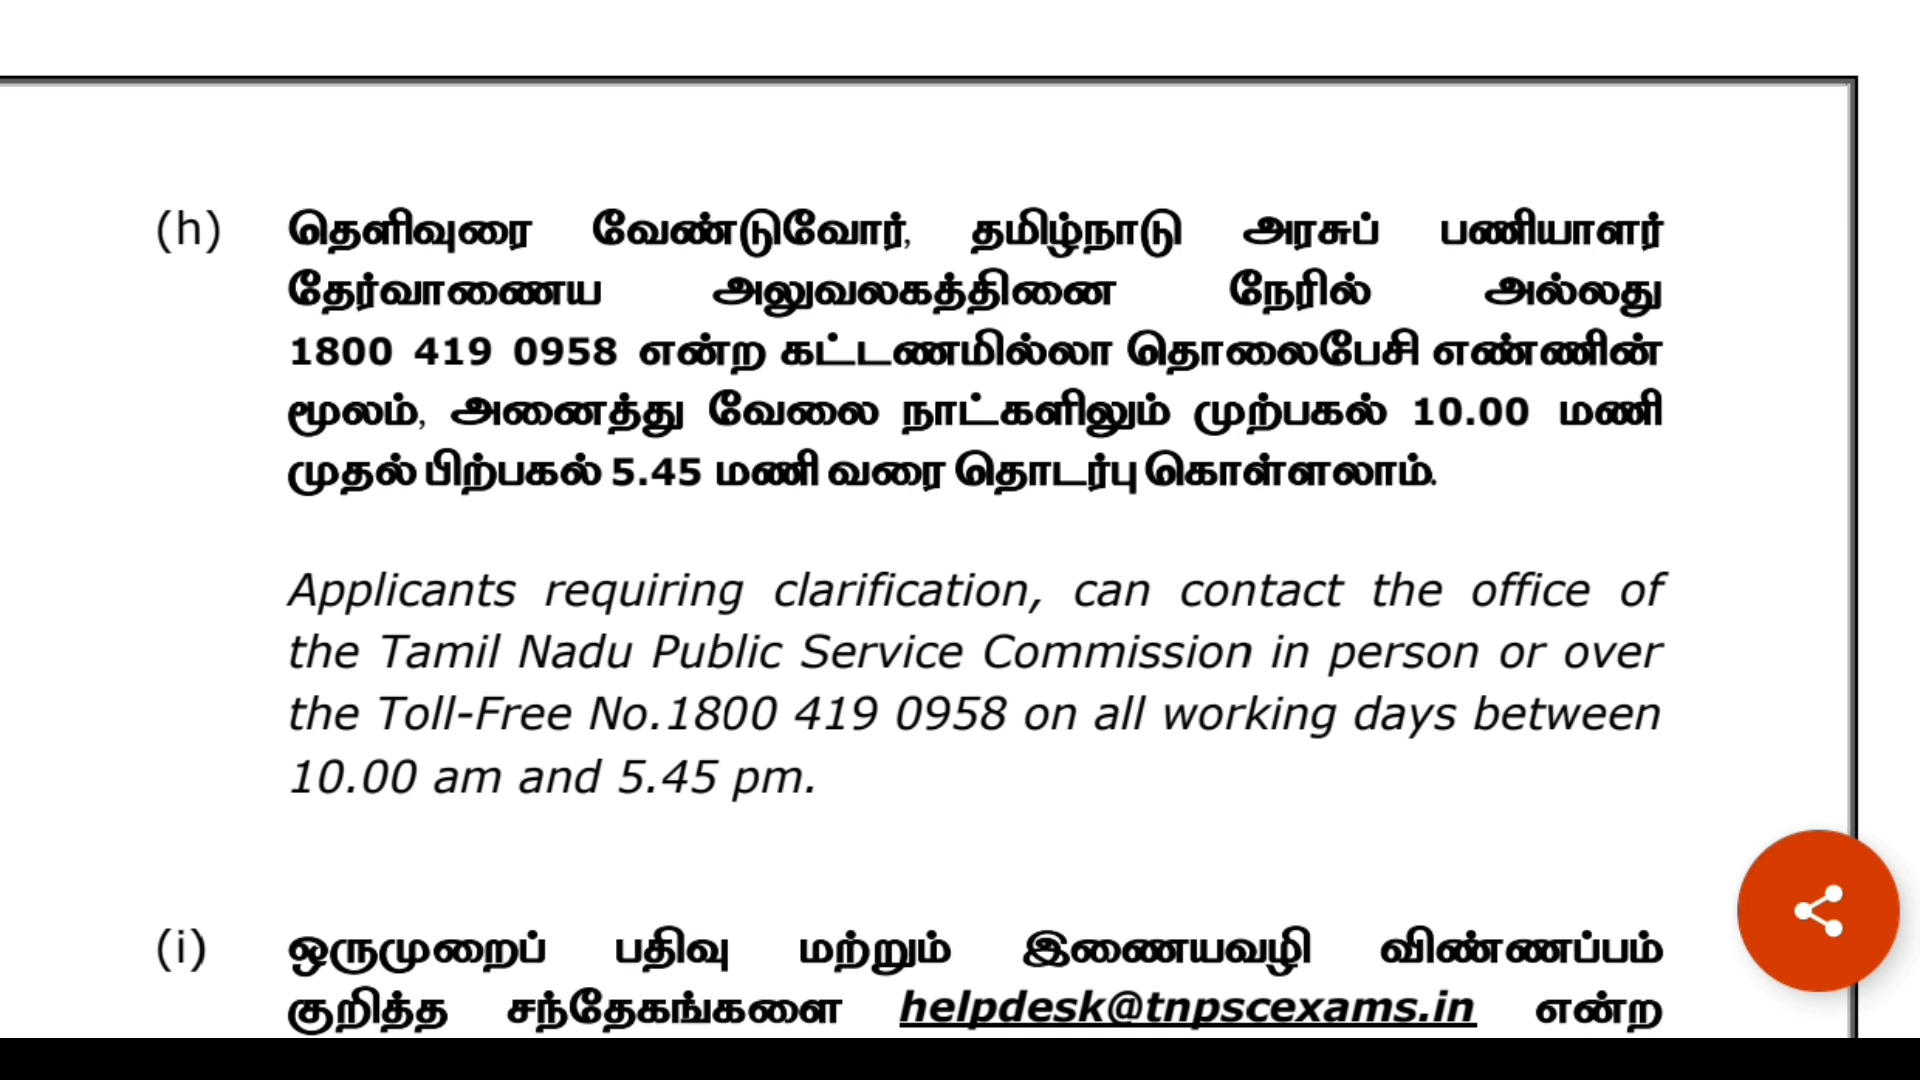 (h) தெளிவுரை வேண்டுவோர், தமிழ்நாடு அரசுப் பணியாளர்
தேர்வாணைய அலுவலகத்தினை நேரில் அல்லது
1800 419 0958 என்ற கட்டணமில்லா தொலைபேசி எண்ணின்
மூலம், அனைத்து வேலை நாட்களிலும் முற்பகல் 10.00 மணி
முதல் பிற்பகல் 5.45 மணி வரை தொடர்பு கொள்ளலாம்.
Applicants requiring clarification, can contact the office of
the Tamil Nadu Public Service Commission in person or over
the Toll-Free No.1800 419 0958 on all working days between
10.00 am and 5.45 pm.
(i) ஒருமுறைப் பதிவு மற்றும் இணையவழி விண்ணப்பம்
குறித்த சந்தேகங்களை helpdesk@tnpscexams.in என்ற